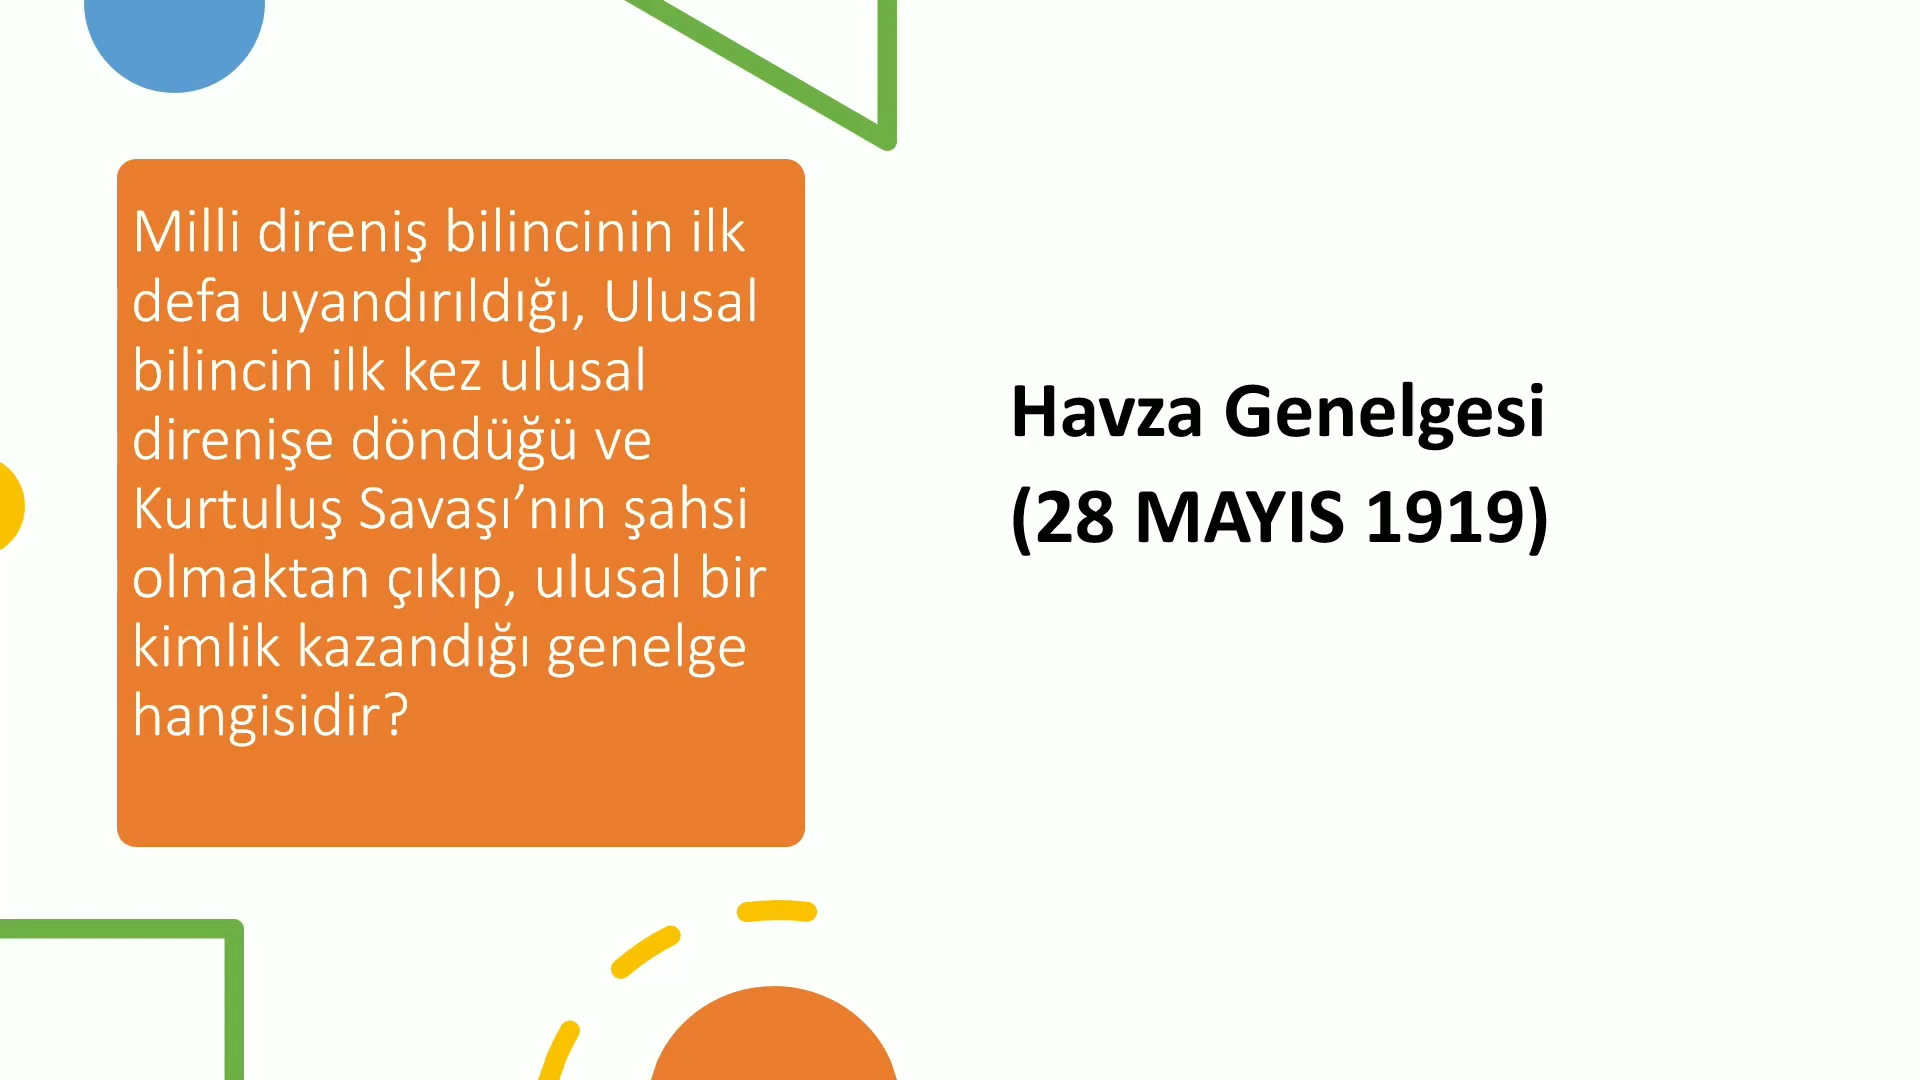 Milli direniş bilincinin ilk
defa uyandırıldığı, Ulusal
bilincin ilk kez ulusal
direnişe döndüğü ve
Kurtuluş Savaşı’nın şahsi
olmaktan çıkıp, ulusal bir
kimlik kazandığı genelge
hangisidir?
Havza Genelgesi
(28 MAYIS 1919)